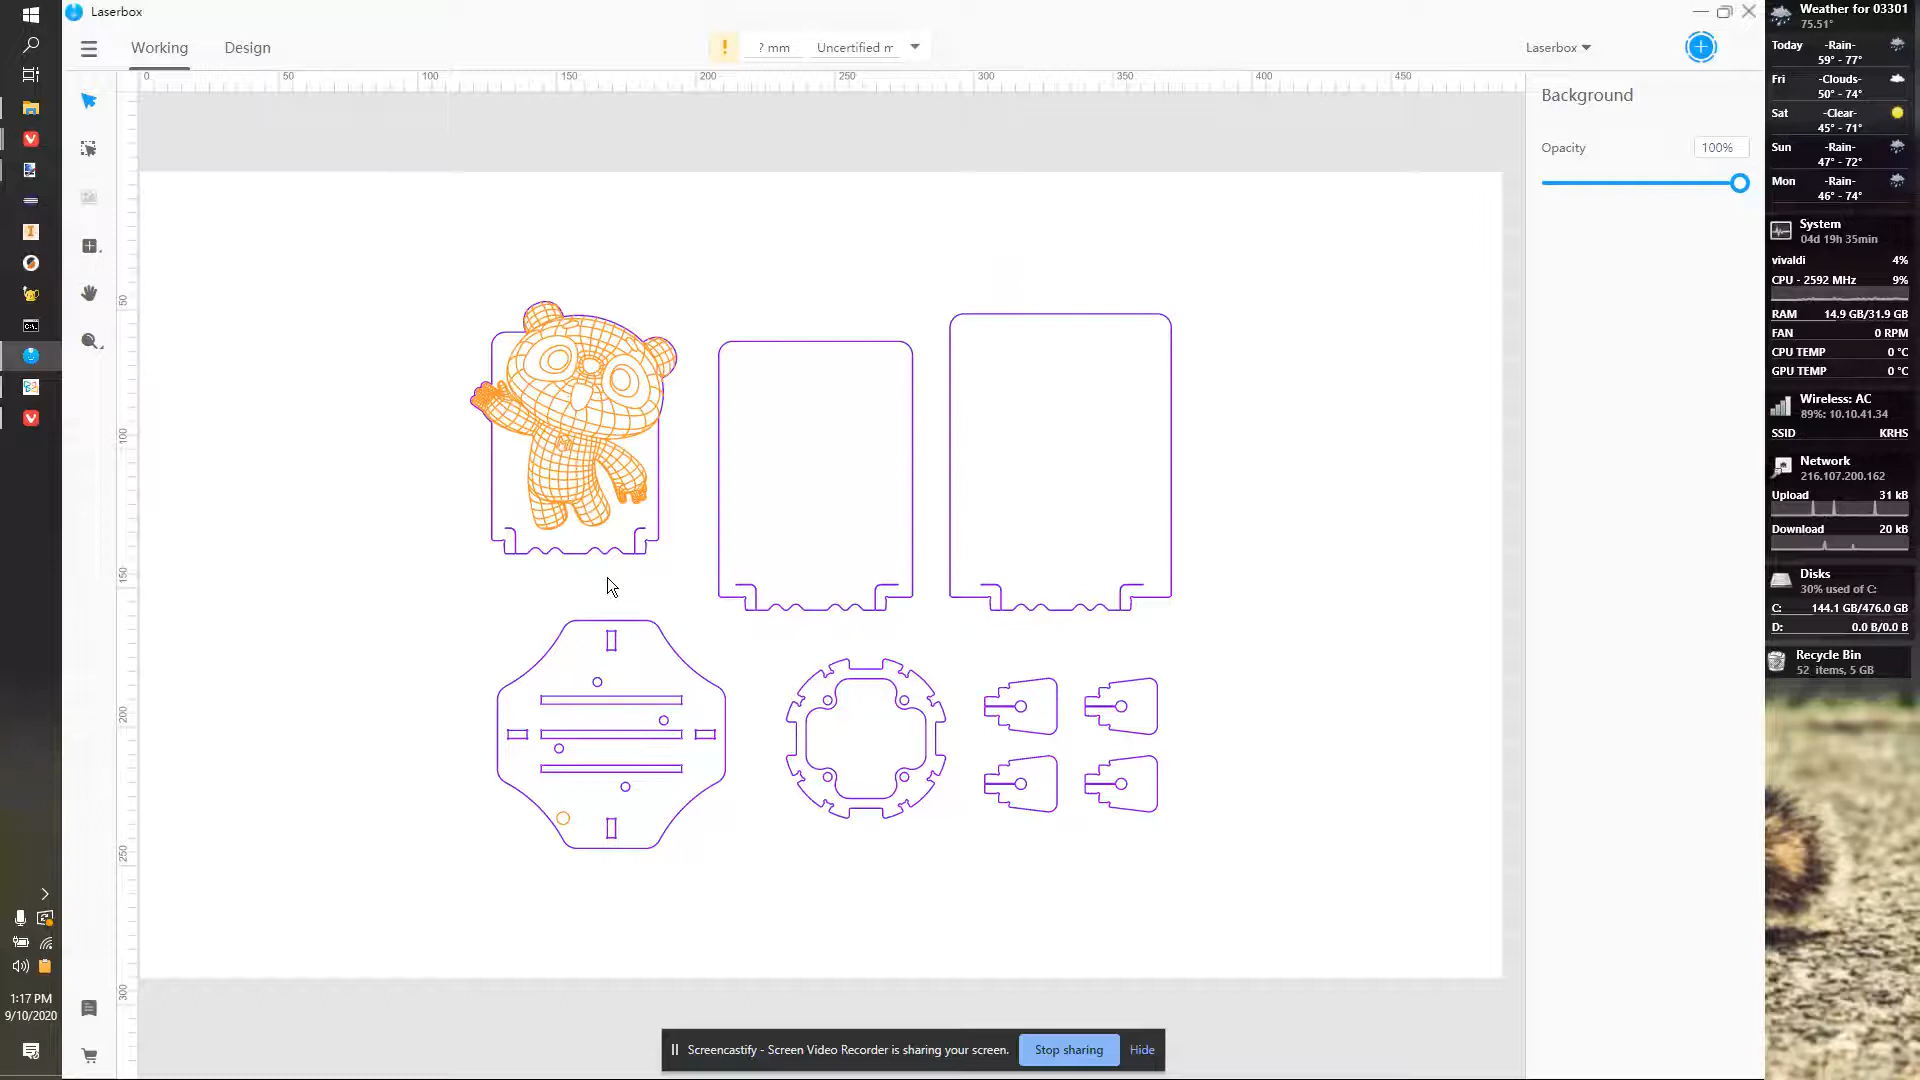 Laserbox
Working
Design
? mm
Uncertified m
Laserbox
0
50
100
150
200
250
300
350
400
450
50
100
150
200
250
300
Background
Opacity
100%
Screencastify - Screen Video Recorder is sharing your screen.
Stop sharing
Hide
1:17 PM
9/10/2020
Weather for 03301
75.51°
Today
-Rain-
59° - 77°
Fri
-Clouds-
50° - 74°
Sat
-Clear-
45° - 71°
Sun
-Rain-
47° - 72°
Mon
-Rain-
46° - 74°
System
04d 19h 35min
vivaldi
4%
CPU - 2592 MHz
9%
RAM
14.9 GB/31.9 GB
FAN
0 RPM
CPU TEMP
0 °C
GPU TEMP
0 °C
Wireless: AC
89%: 10.10.41.34
SSID
KRHS
Network
216.107.200.162
Upload
31 kB
Download
20 kB
Disks
30% used of C:
C:
144.1 GB/476.0 GB
D:
0.0 B/0.0 B
Recycle Bin
52 items, 5 GB